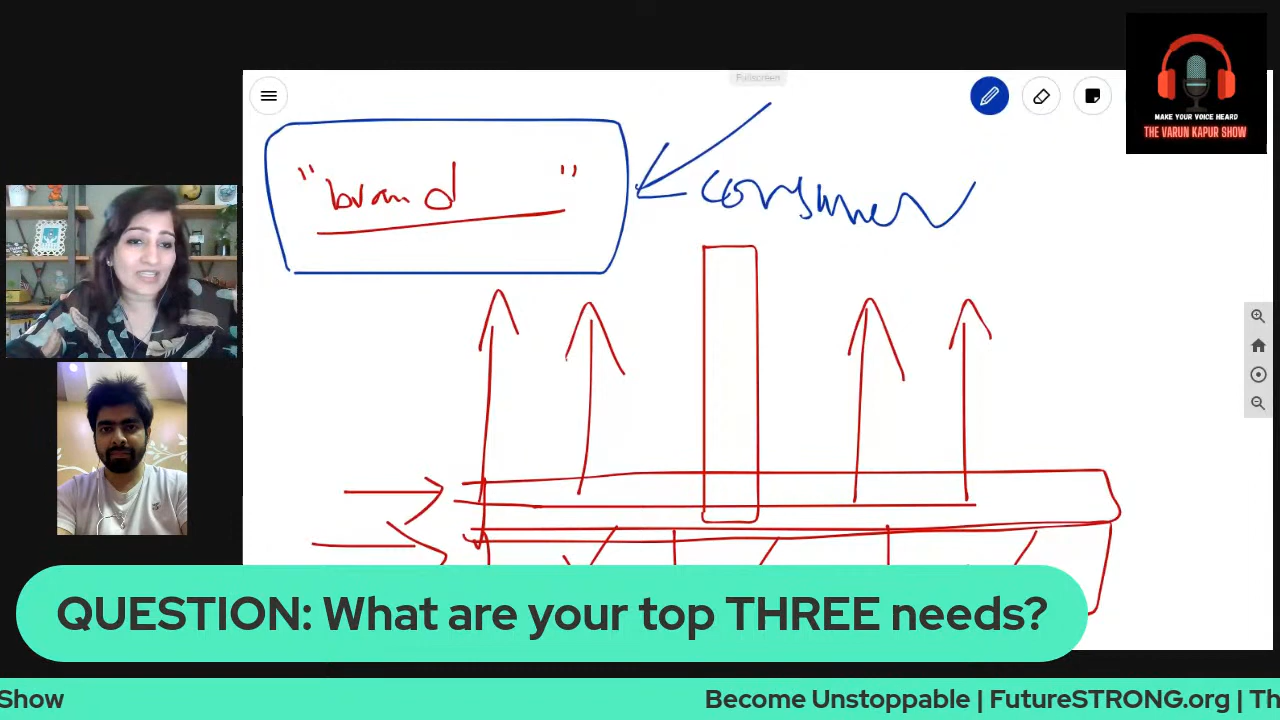 Fullscreen
MAKE YOUR VOICE HEARD
THE VARUN KAPUR SHOW
"brand "
consumer
QUESTION: What are your top THREE needs?
Show
Become Unstoppable | FutureSTRONG.org | Th